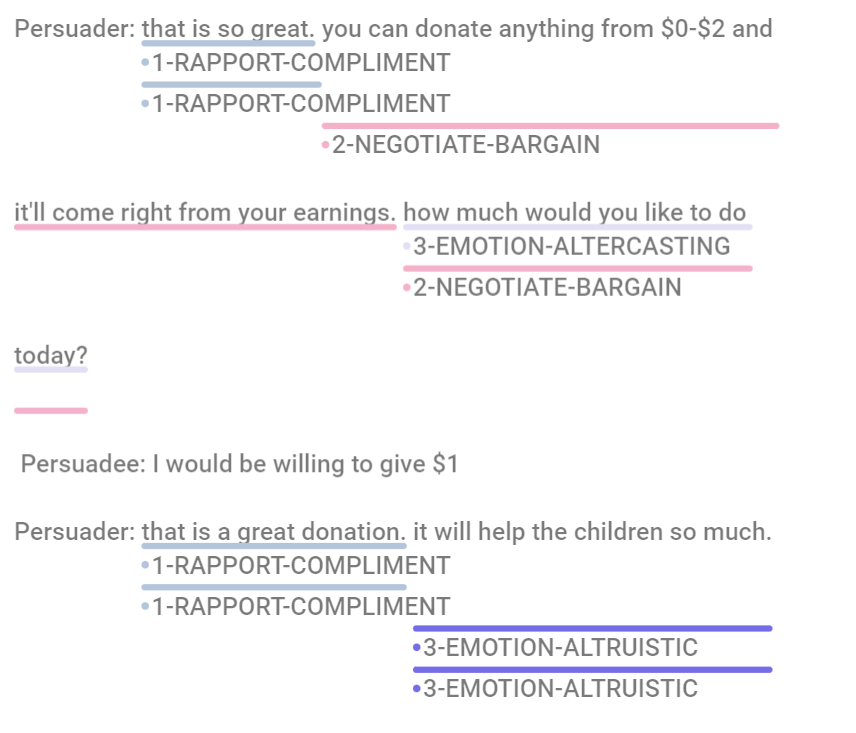 Persuader: that is so great. you can donate anything from $0-$2 and
1-RAPPORT-COMPLIMENT
1-RAPPORT-COMPLIMENT
2-NEGOTIATE-BARGAIN
it'll come right from your earnings. how much would you like to do
3-EMOTION-ALTERCASTING
2-NEGOTIATE-BARGAIN
today?
Persuadee: I would be willing to give $1
Persuader: that is a great donation. it will help the children so much.
1-RAPPORT-COMPLIMENT
1-RAPPORT-COMPLIMENT
3-EMOTION-ALTRUISTIC
3-EMOTION-ALTRUISTIC